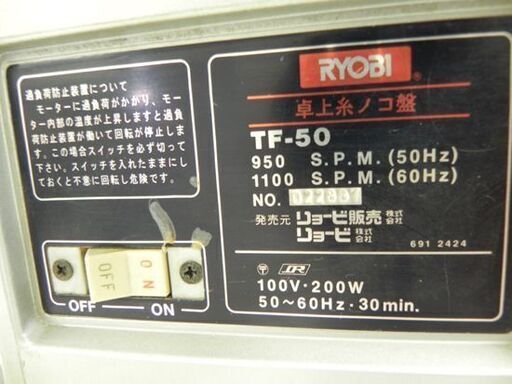 過負荷防止装置について
モーターに過負荷がかかり、モー
ター内部の温度が上昇しますと過負
荷防止装置が働いて回転が停止しま
す。この場合スイッチを必ず切って
下さい。スイッチを入れたままにし
ておくと不意に回転し危険です。
OFF
ON
OFF
ON
RYOBI
卓上糸ノコ盤
TF-50
950 S.P.M. (50Hz)
1100 S.P.M. (60Hz)
NO.
発売元 リョービ販売 株式会社
リョービ 株式会社
691 2424
100V・200W
50～60Hz・30min.